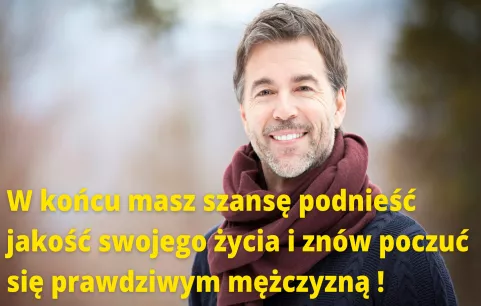 W końcu masz szansę podnieść
jakość swojego życia i znów poczuć
się prawdziwym mężczyzną !